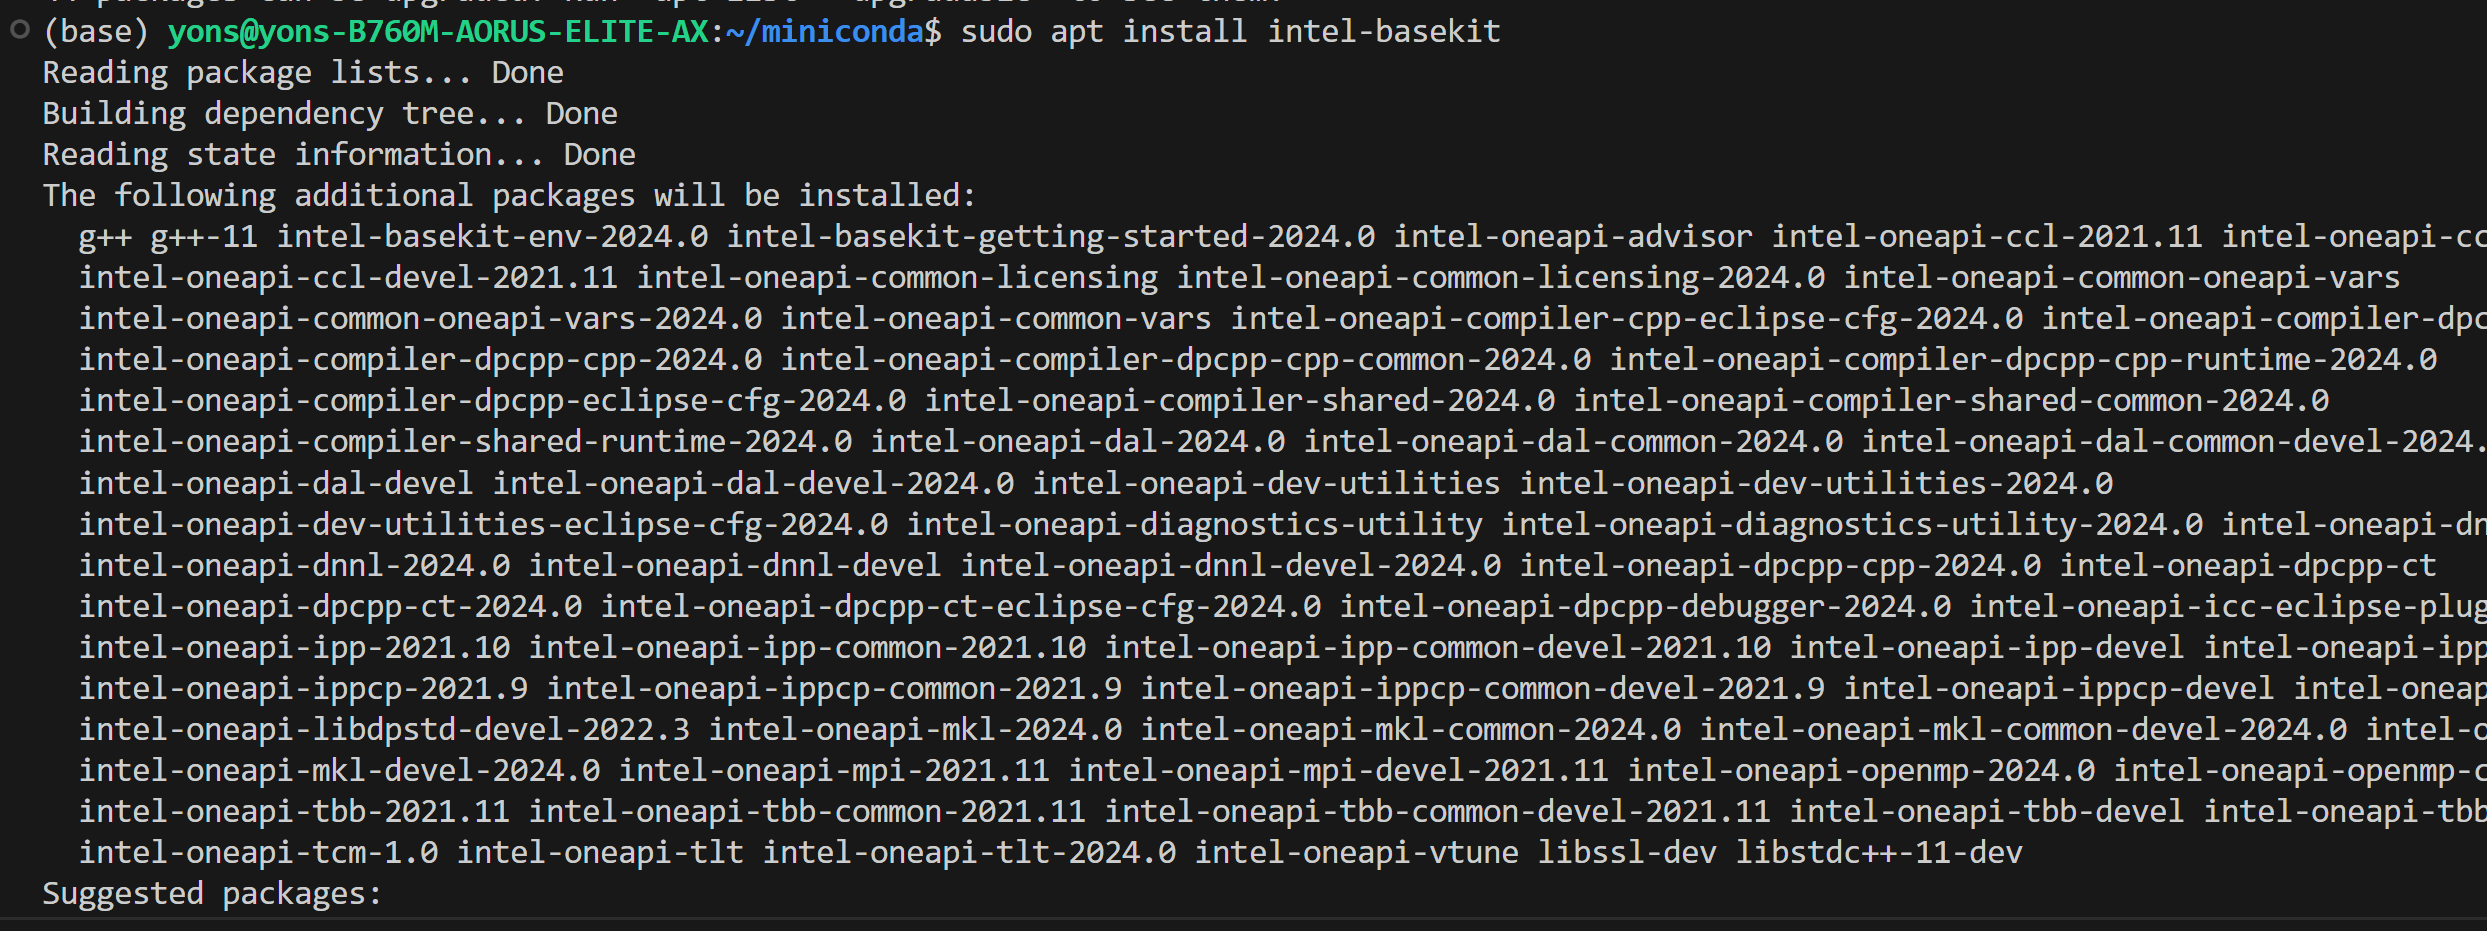 (base) yons@yons-B760M-AORUS-ELITE-AX:~/miniconda$ sudo apt install intel-basekit
Reading package lists... Done
Building dependency tree... Done
Reading state information... Done
The following additional packages will be installed:
g++ g++-11 intel-basekit-env-2024.0 intel-basekit-getting-started-2024.0 intel-oneapi-advisor intel-oneapi-ccl-2021.11 intel-oneapi-cc
intel-oneapi-ccl-devel-2021.11 intel-oneapi-common-licensing intel-oneapi-common-licensing-2024.0 intel-oneapi-common-oneapi-vars
intel-oneapi-common-oneapi-vars-2024.0 intel-oneapi-common-vars intel-oneapi-compiler-cpp-eclipse-cfg-2024.0 intel-oneapi-compiler-dpc
intel-oneapi-compiler-dpcpp-cpp-2024.0 intel-oneapi-compiler-dpcpp-cpp-common-2024.0 intel-oneapi-compiler-dpcpp-cpp-runtime-2024.0
intel-oneapi-compiler-dpcpp-eclipse-cfg-2024.0 intel-oneapi-compiler-shared-2024.0 intel-oneapi-compiler-shared-common-2024.0
intel-oneapi-compiler-shared-runtime-2024.0 intel-oneapi-dal-2024.0 intel-oneapi-dal-common-2024.0 intel-oneapi-dal-common-devel-2024.
intel-oneapi-dal-devel intel-oneapi-dal-devel-2024.0 intel-oneapi-dev-utilities intel-oneapi-dev-utilities-2024.0
intel-oneapi-dev-utilities-eclipse-cfg-2024.0 intel-oneapi-diagnostics-utility intel-oneapi-diagnostics-utility-2024.0 intel-oneapi-dn
intel-oneapi-dnnl-2024.0 intel-oneapi-dnnl-devel intel-oneapi-dnnl-devel-2024.0 intel-oneapi-dpcpp-cpp-2024.0 intel-oneapi-dpcpp-ct
intel-oneapi-dpcpp-ct-2024.0 intel-oneapi-dpcpp-ct-eclipse-cfg-2024.0 intel-oneapi-dpcpp-debugger-2024.0 intel-oneapi-icc-eclipse-plug
intel-oneapi-ipp-2021.10 intel-oneapi-ipp-common-2021.10 intel-oneapi-ipp-common-devel-2021.10 intel-oneapi-ipp-devel intel-oneapi-ipp
intel-oneapi-ippcp-2021.9 intel-oneapi-ippcp-common-2021.9 intel-oneapi-ippcp-common-devel-2021.9 intel-oneapi-ippcp-devel intel-oneap
intel-oneapi-libdpstd-devel-2022.3 intel-oneapi-mkl-2024.0 intel-oneapi-mkl-common-2024.0 intel-oneapi-mkl-common-devel-2024.0 intel-o
intel-oneapi-mkl-devel-2024.0 intel-oneapi-mpi-2021.11 intel-oneapi-mpi-devel-2021.11 intel-oneapi-openmp-2024.0 intel-oneapi-openmp-c
intel-oneapi-tbb-2021.11 intel-oneapi-tbb-common-2021.11 intel-oneapi-tbb-common-devel-2021.11 intel-oneapi-tbb-devel intel-oneapi-tbb
intel-oneapi-tcm-1.0 intel-oneapi-tlt intel-oneapi-tlt-2024.0 intel-oneapi-vtune libssl-dev libstdc++-11-dev
Suggested packages: